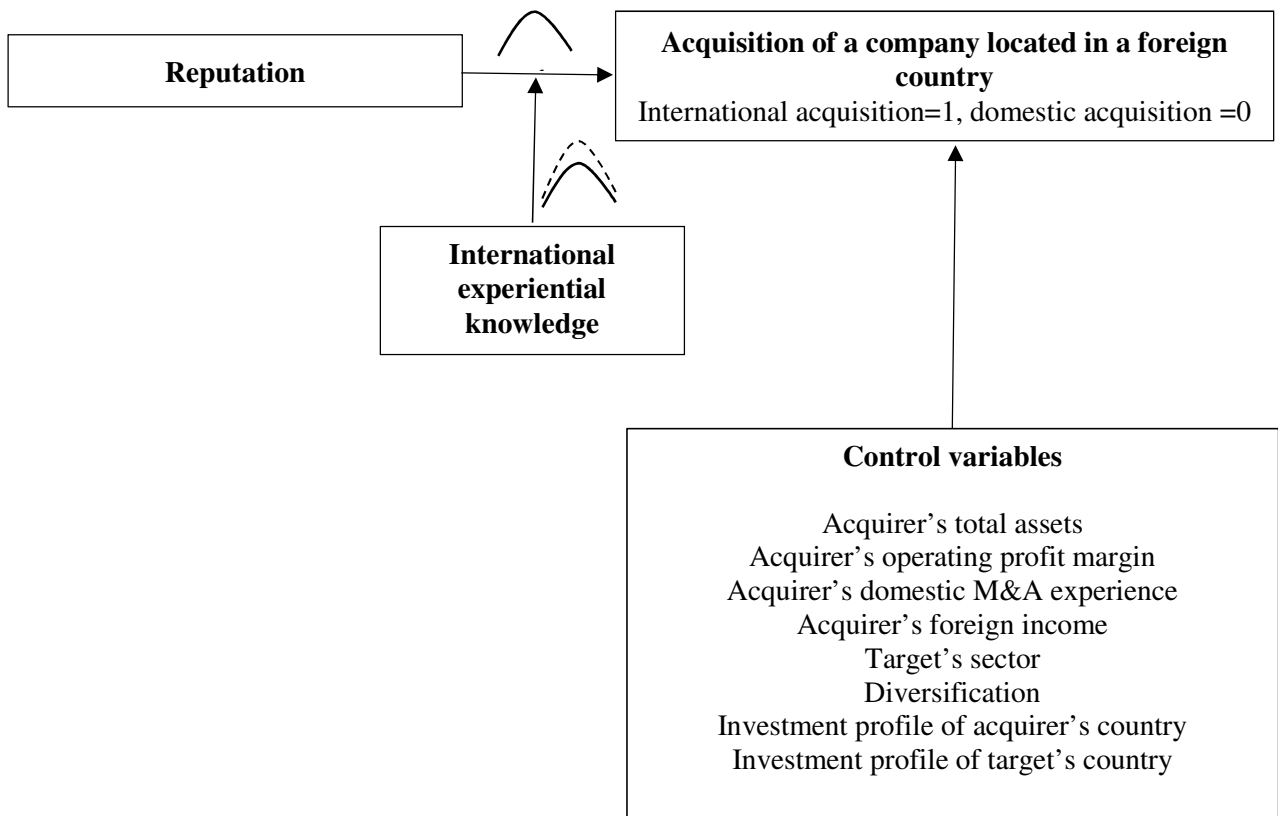 Reputation
Acquisition of a company located in a foreign
country
International acquisition=1, domestic acquisition =0
International
experiential
knowledge
Control variables
Acquirer’s total assets
Acquirer’s operating profit margin
Acquirer’s domestic M&A experience
Acquirer’s foreign income
Target’s sector
Diversification
Investment profile of acquirer’s country
Investment profile of target’s country